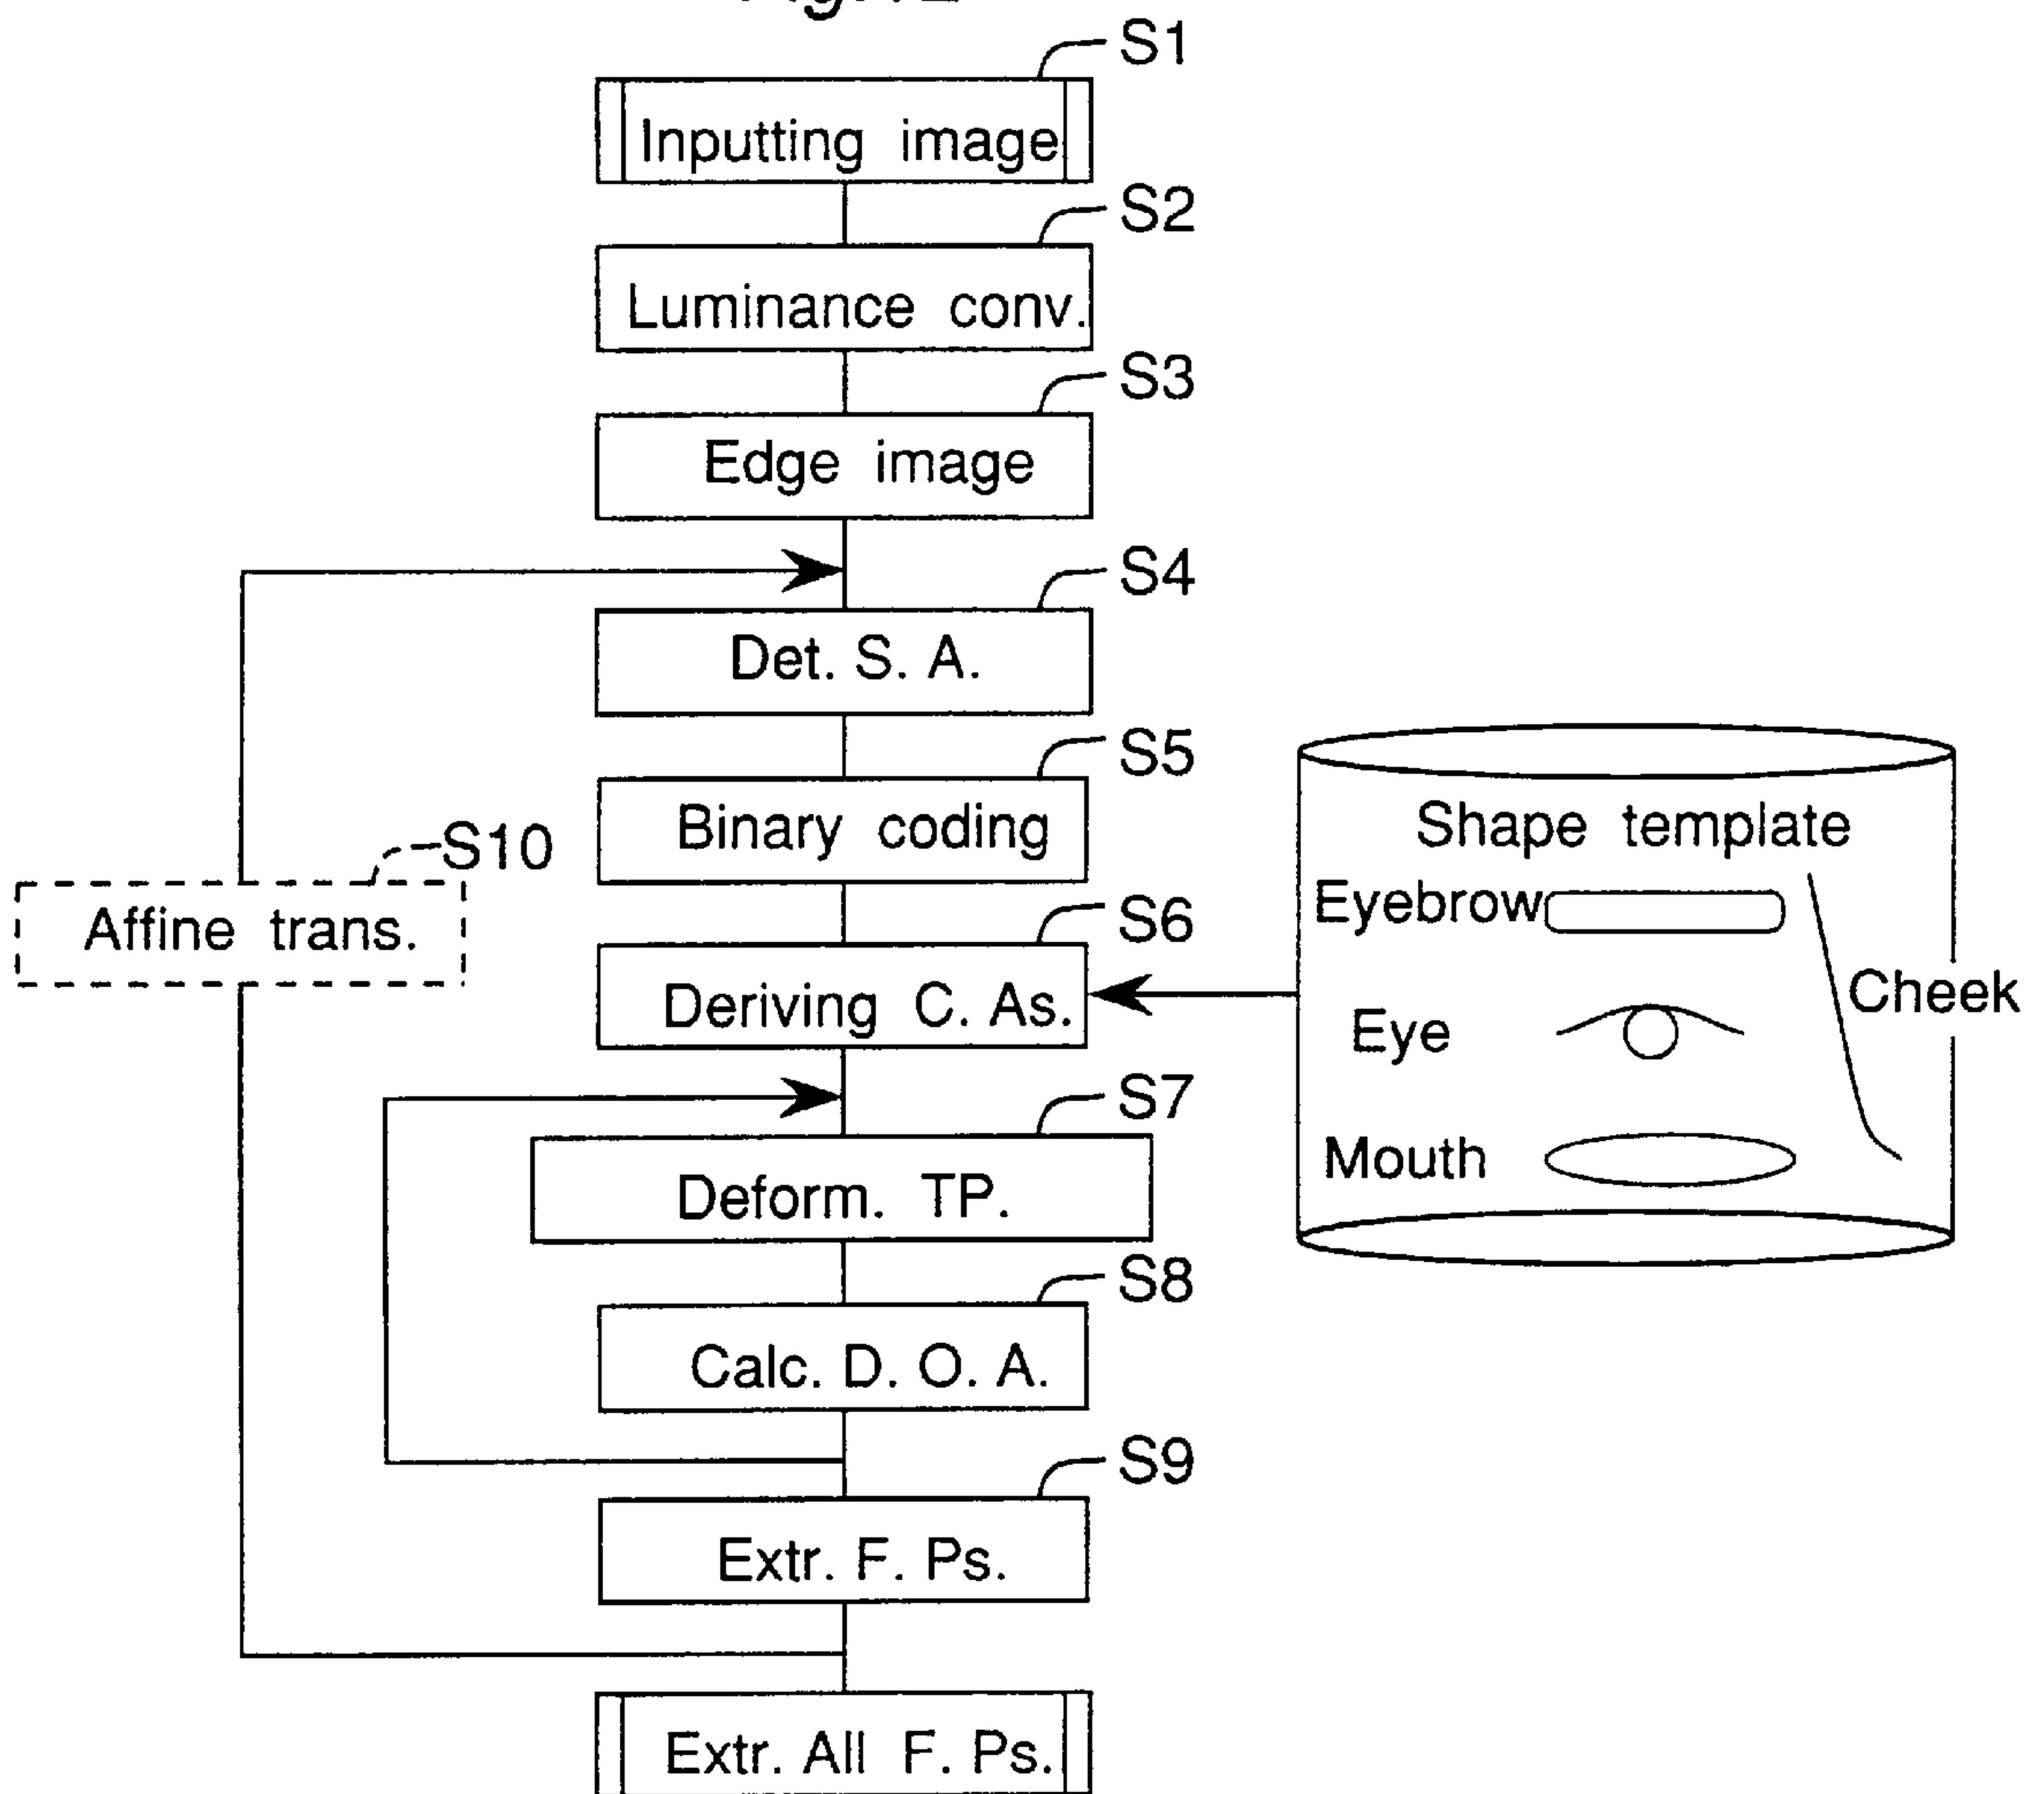 S1
Inputting image
S2
Luminance conv.
S3
Edge image
S4
Det. S. A.
S5
Binary coding
S10
Affine trans.
S6
Deriving C. As.
Shape template
Eyebrow
Cheek
Eye
Mouth
S7
Deform. TP.
S8
Calc. D. O. A.
S9
Extr. F. Ps.
Extr. All F. Ps.